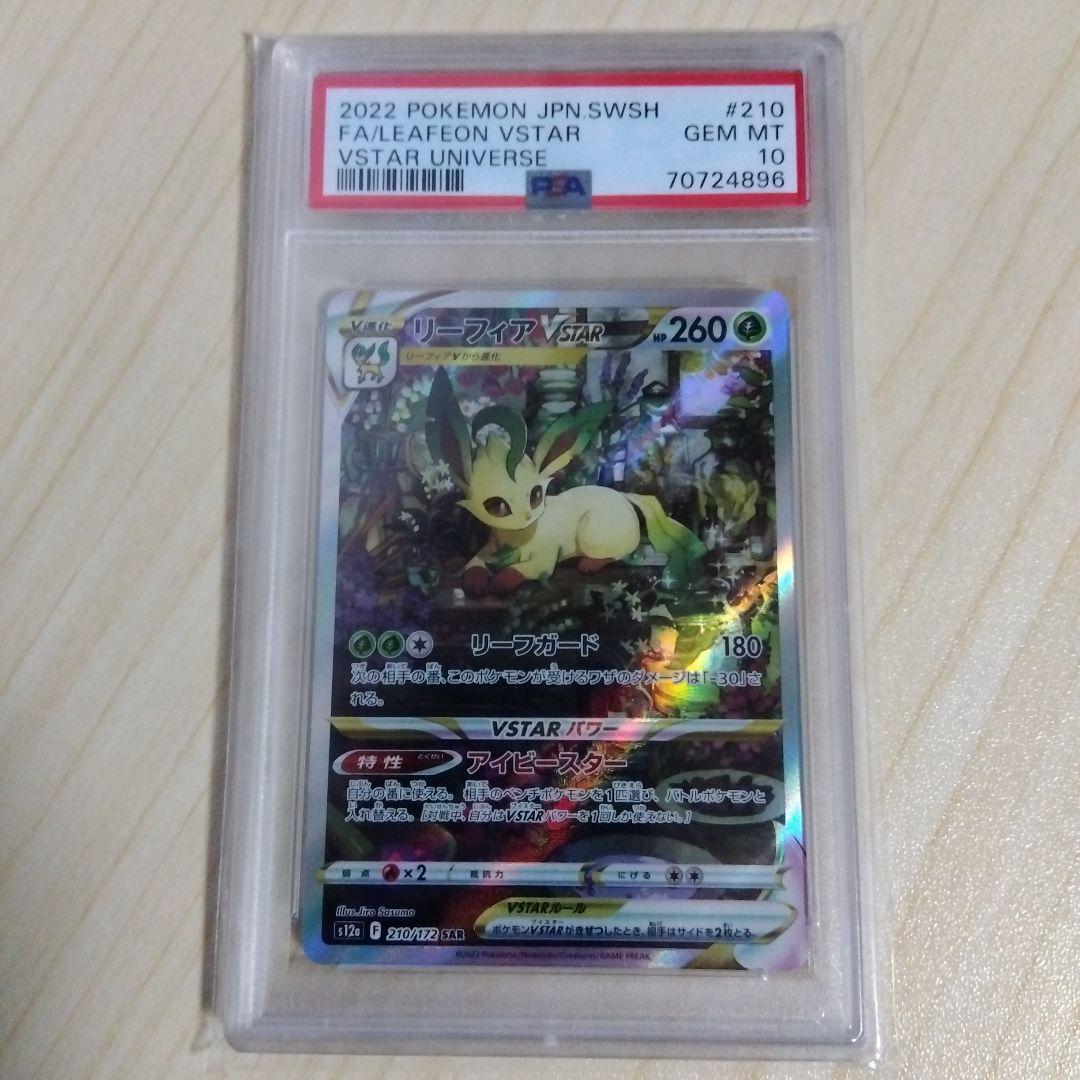 2022 POKEMON JPN.SWSH #210
FA/LEAFEON VSTAR GEM MT
VSTAR UNIVERSE 10
PSA 70724896
V進化 リーフィアVSTAR HP 260
リーフィアVから進化
リーフガード 180
次の相手の番、このポケモンが受けるワザのダメージは「-30」さ
れる。
VSTARパワー
特性 アイビースター
自分の番に使える。相手のベンチポケモンを1匹選び、バトルポケモンと
入れ替える。[対戦中、自分はVSTARパワーを1回しか使えない。]
弱点 ×2 抵抗力 にげる
Illus. Jiro Sasumo
VSTARルール
ポケモンVSTARがきぜつしたとき、相手はサイドを2枚とる。
s12a F 210/172 SAR
©2022 Pokémon/Nintendo/Creatures/GAME FREAK